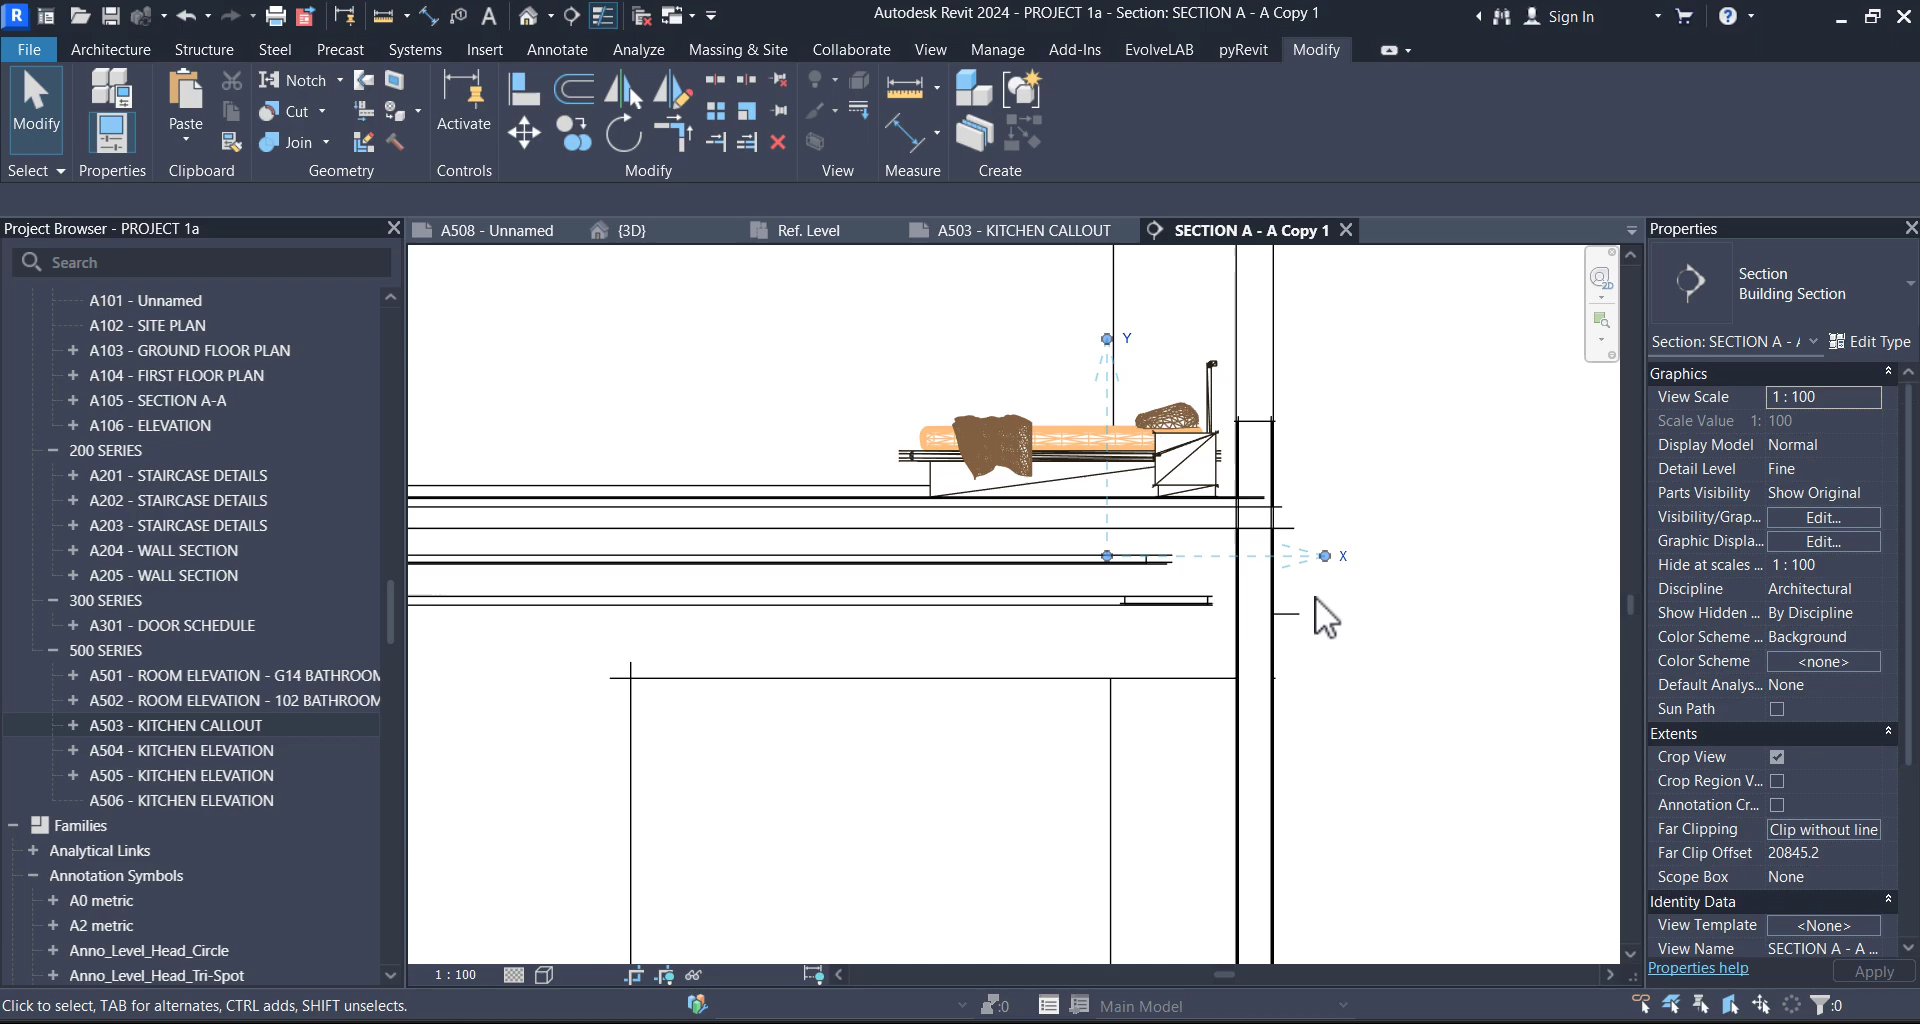 Autodesk Revit 2024 - PROJECT 1a - Section: SECTION A - A Copy 1
Sign In
File
Architecture
Structure
Steel
Precast
Systems
Insert
Annotate
Analyze
Massing & Site
Collaborate
View
Manage
Add-Ins
EvolveLAB
pyRevit
Modify
Modify
Paste
Notch
Cut
Join
Activate
Select
Properties
Clipboard
Geometry
Controls
Modify
View
Measure
Create
Project Browser - PROJECT 1a
Search
A101 - Unnamed
A102 - SITE PLAN
A103 - GROUND FLOOR PLAN
A104 - FIRST FLOOR PLAN
A105 - SECTION A-A
A106 - ELEVATION
200 SERIES
A201 - STAIRCASE DETAILS
A202 - STAIRCASE DETAILS
A203 - STAIRCASE DETAILS
A204 - WALL SECTION
A205 - WALL SECTION
300 SERIES
A301 - DOOR SCHEDULE
500 SERIES
A501 - ROOM ELEVATION - G14 BATHROOM
A502 - ROOM ELEVATION - 102 BATHROOM
A503 - KITCHEN CALLOUT
A504 - KITCHEN ELEVATION
A505 - KITCHEN ELEVATION
A506 - KITCHEN ELEVATION
Families
Analytical Links
Annotation Symbols
A0 metric
A2 metric
Anno_Level_Head_Circle
Anno_Level_Head_Tri-Spot
A508 - Unnamed
{3D}
Ref. Level
A503 - KITCHEN CALLOUT
SECTION A - A Copy 1
Y
X
2D
1 : 100
Properties
Section
Building Section
Section: SECTION A - A
Edit Type
Graphics
View Scale 1 : 100
Scale Value 1: 100
Display Model Normal
Detail Level Fine
Parts Visibility Show Original
Visibility/Grap... Edit...
Graphic Displa... Edit...
Hide at scales ... 1 : 100
Discipline Architectural
Show Hidden ... By Discipline
Color Scheme ... Background
Color Scheme <none>
Default Analys... None
Sun Path
Extents
Crop View
Crop Region V...
Annotation Cr...
Far Clipping Clip without line
Far Clip Offset 20845.2
Scope Box None
Identity Data
View Template <None>
View Name SECTION A - A ...
Properties help
Apply
Click to select, TAB for alternates, CTRL adds, SHIFT unselects.
:0
Main Model
:0